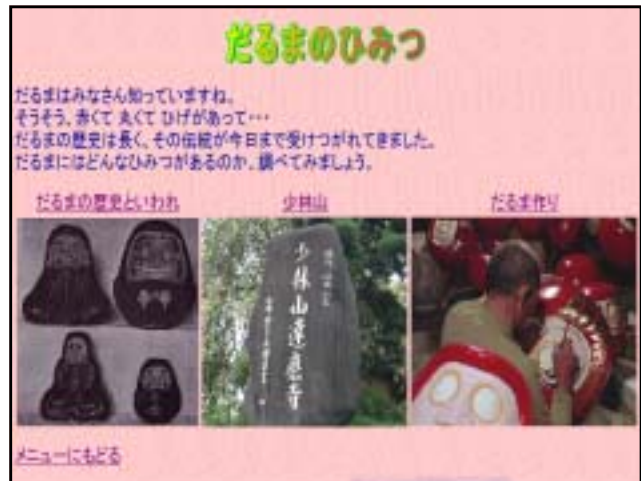 だるまのひみつ
だるまはみなさん知っていますね。
そうそう、赤くて 丸くて ひげがあって・・・
だるまの歴史は長く、その伝統が今日まで受けつがれてきました。
だるまにはどんなひみつがあるのか、調べてみましょう。
だるまの歴史といわれ
少林山
だるま作り
少林山達磨寺
メニューにもどる